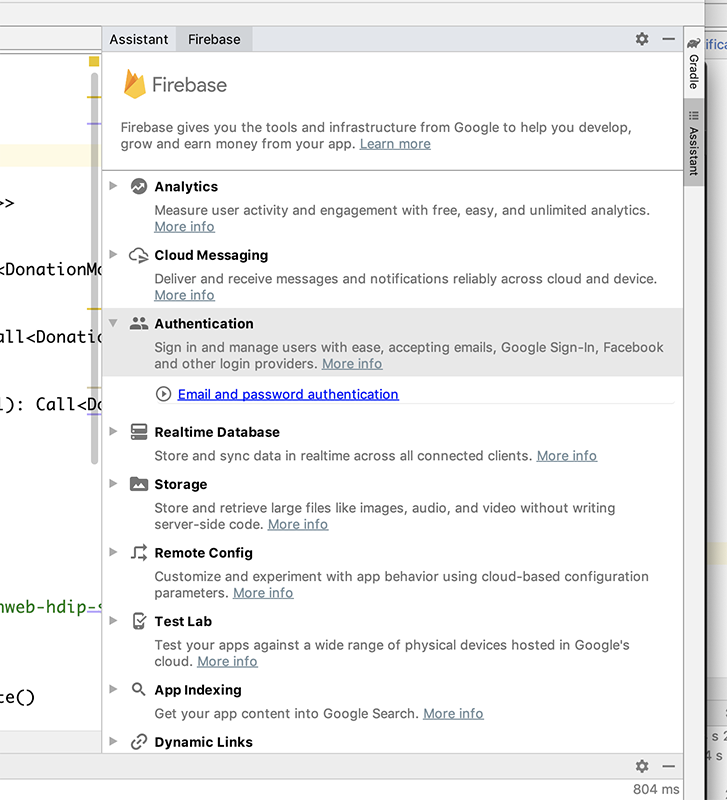 Assistant Firebase
Firebase
Firebase gives you the tools and infrastructure from Google to help you develop,
grow and earn money from your app. Learn more
Analytics
Measure user activity and engagement with free, easy, and unlimited analytics.
More info
Cloud Messaging
Deliver and receive messages and notifications reliably across cloud and device.
More info
Authentication
Sign in and manage users with ease, accepting emails, Google Sign-In, Facebook
and other login providers. More info
Email and password authentication
Realtime Database
Store and sync data in realtime across all connected clients. More info
Storage
Store and retrieve large files like images, audio, and video without writing
server-side code. More info
Remote Config
Customize and experiment with app behavior using cloud-based configuration
parameters. More info
Test Lab
Test your apps against a wide range of physical devices hosted in Google's
cloud. More info
App Indexing
Get your app content into Google Search. More info
Dynamic Links
804 ms
Gradle
Assistant
>>
<DonationMo
all<Donatio
l): Call<Do
nweb-hdip-s
te()